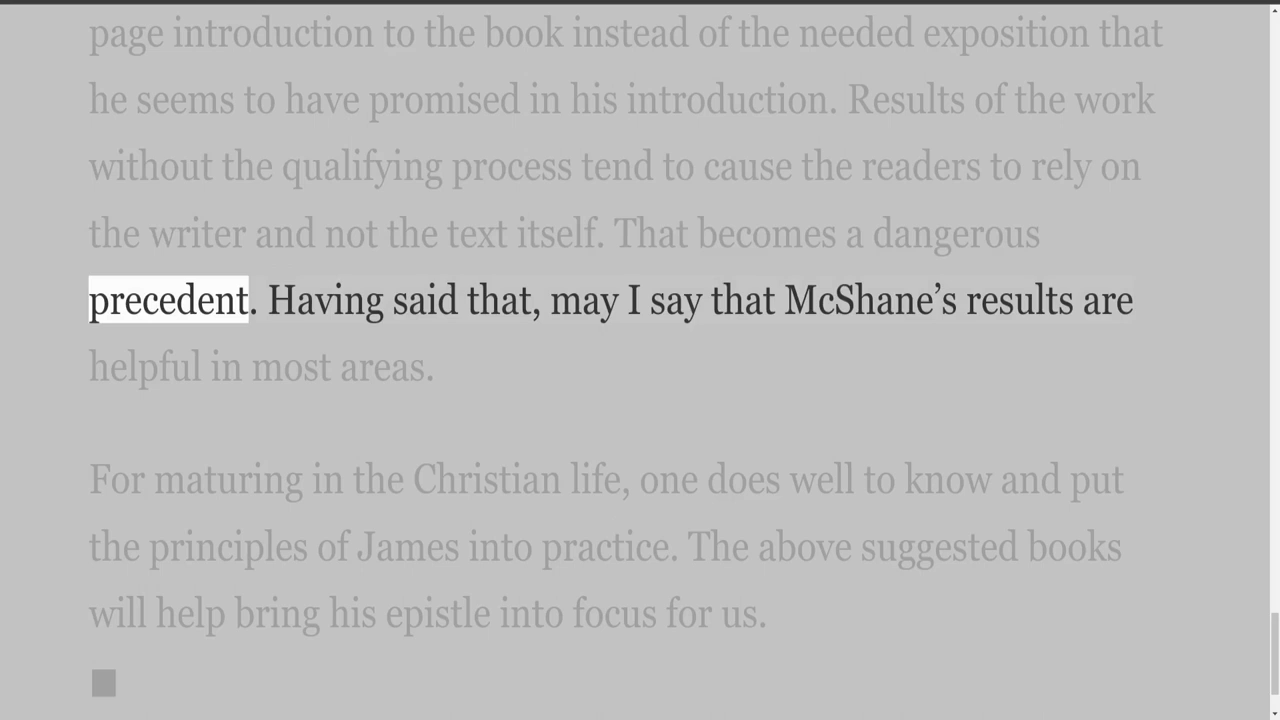 page introduction to the book instead of the needed exposition that
he seems to have promised in his introduction. Results of the work
without the qualifying process tend to cause the readers to rely on
the writer and not the text itself. That becomes a dangerous
precedent. Having said that, may I say that McShane’s results are
helpful in most areas.
For maturing in the Christian life, one does well to know and put
the principles of James into practice. The above suggested books
will help bring his epistle into focus for us.